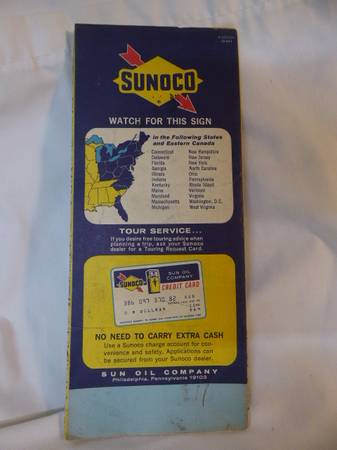 SUNOCO
WATCH FOR THIS SIGN
in the Following States
and Eastern Canada
Connecticut New Hampshire
Delaware New Jersey
Florida New York
Georgia North Carolina
Illinois Ohio
Indiana Pennsylvania
Kentucky Rhode Island
Maine Vermont
Maryland Virginia
Massachusetts Washington, D.C.
Michigan West Virginia
TOUR SERVICE...
If you desire free touring advice when
planning a trip, ask your Sunoco
dealer for a Touring Request Card.
SUNOCO
SUN OIL
COMPANY
CREDIT CARD
NO NEED TO CARRY EXTRA CASH
Use a Sunoco charge account for con-
venience and safety. Applications can
be secured from your Sunoco dealer.
SUN OIL COMPANY
Philadelphia, Pennsylvania 19103